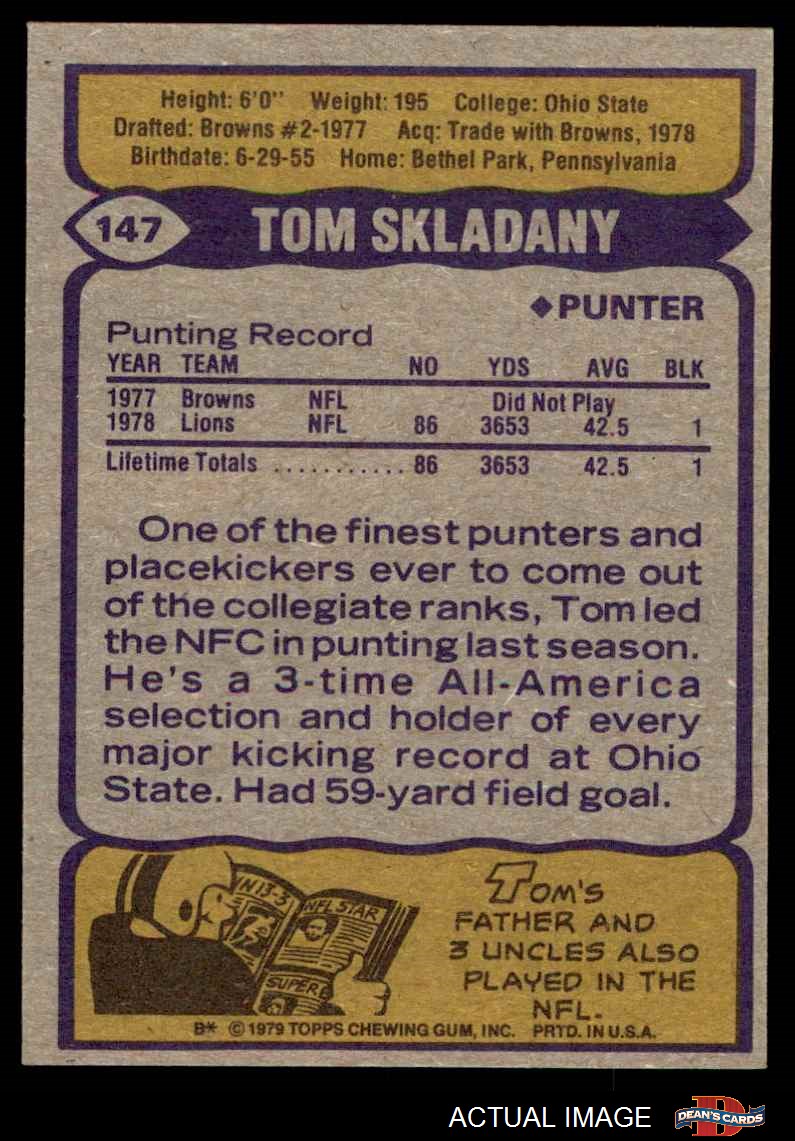 Height: 6'0" Weight: 195 College: Ohio State
Drafted: Browns #2-1977 Acq: Trade with Browns, 1978
Birthdate: 6-29-55 Home: Bethel Park, Pennsylvania
147 TOM SKLADANY
◆PUNTER
Punting Record
YEAR TEAM NO YDS AVG BLK
1977 Browns NFL Did Not Play
1978 Lions NFL 86 3653 42.5 1
Lifetime Totals ........... 86 3653 42.5 1
One of the finest punters and
placekickers ever to come out
of the collegiate ranks, Tom led
the NFC in punting last season.
He's a 3-time All-America
selection and holder of every
major kicking record at Ohio
State. Had 59-yard field goal.
IN 13-3
NFL STAR
SUPER
TOM'S
FATHER AND
3 UNCLES ALSO
PLAYED IN THE
NFL.
B* © 1979 TOPPS CHEWING GUM, INC. PRTD. IN U.S.A.
ACTUAL IMAGE
D
DEAN'S CARDS